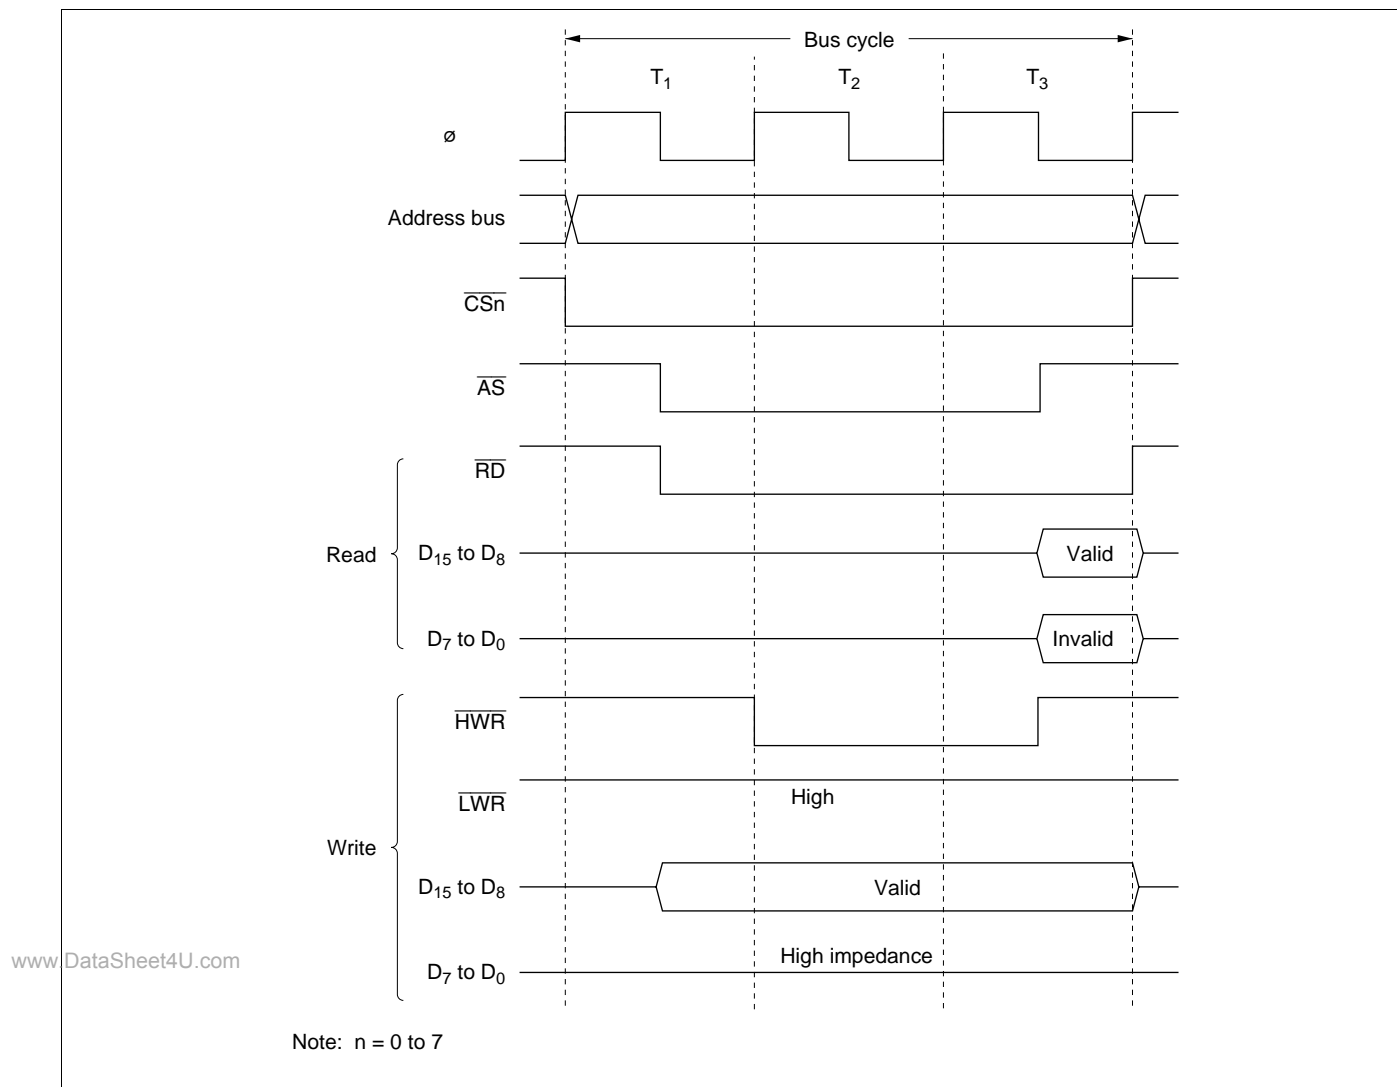 Bus cycle
T1 T2 T3
ø
Address bus
CSn
AS
RD
Read
D15 to D8 Valid
D7 to D0 Invalid
HWR
LWR High
Write
D15 to D8 Valid
www.DataSheet4U.com
D7 to D0 High impedance
Note: n = 0 to 7